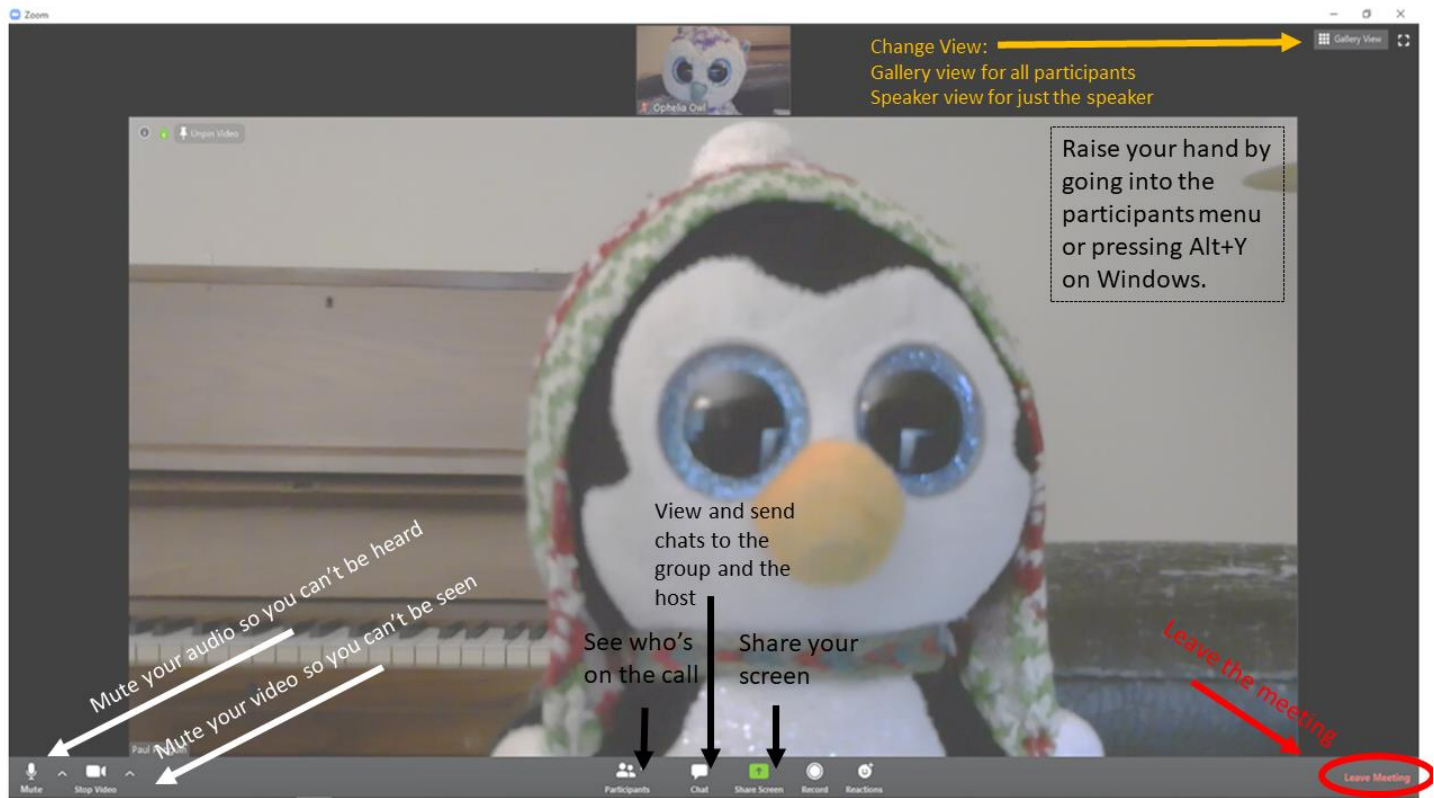 Zoom
Change View:
Gallery view for all participants
Speaker view for just the speaker
Gallery View
Ophelia Owl
Unpin Video
Raise your hand by
going into the
participants menu
or pressing Alt+Y
on Windows.
View and send
chats to the
group and the
host
Mute your audio so you can't be heard
Mute your video so you can't be seen
See who's
on the call
Share your
screen
Leave the meeting
Paul
Mute
Stop Video
Participants
Chat
Share Screen
Record
Reactions
Leave Meeting